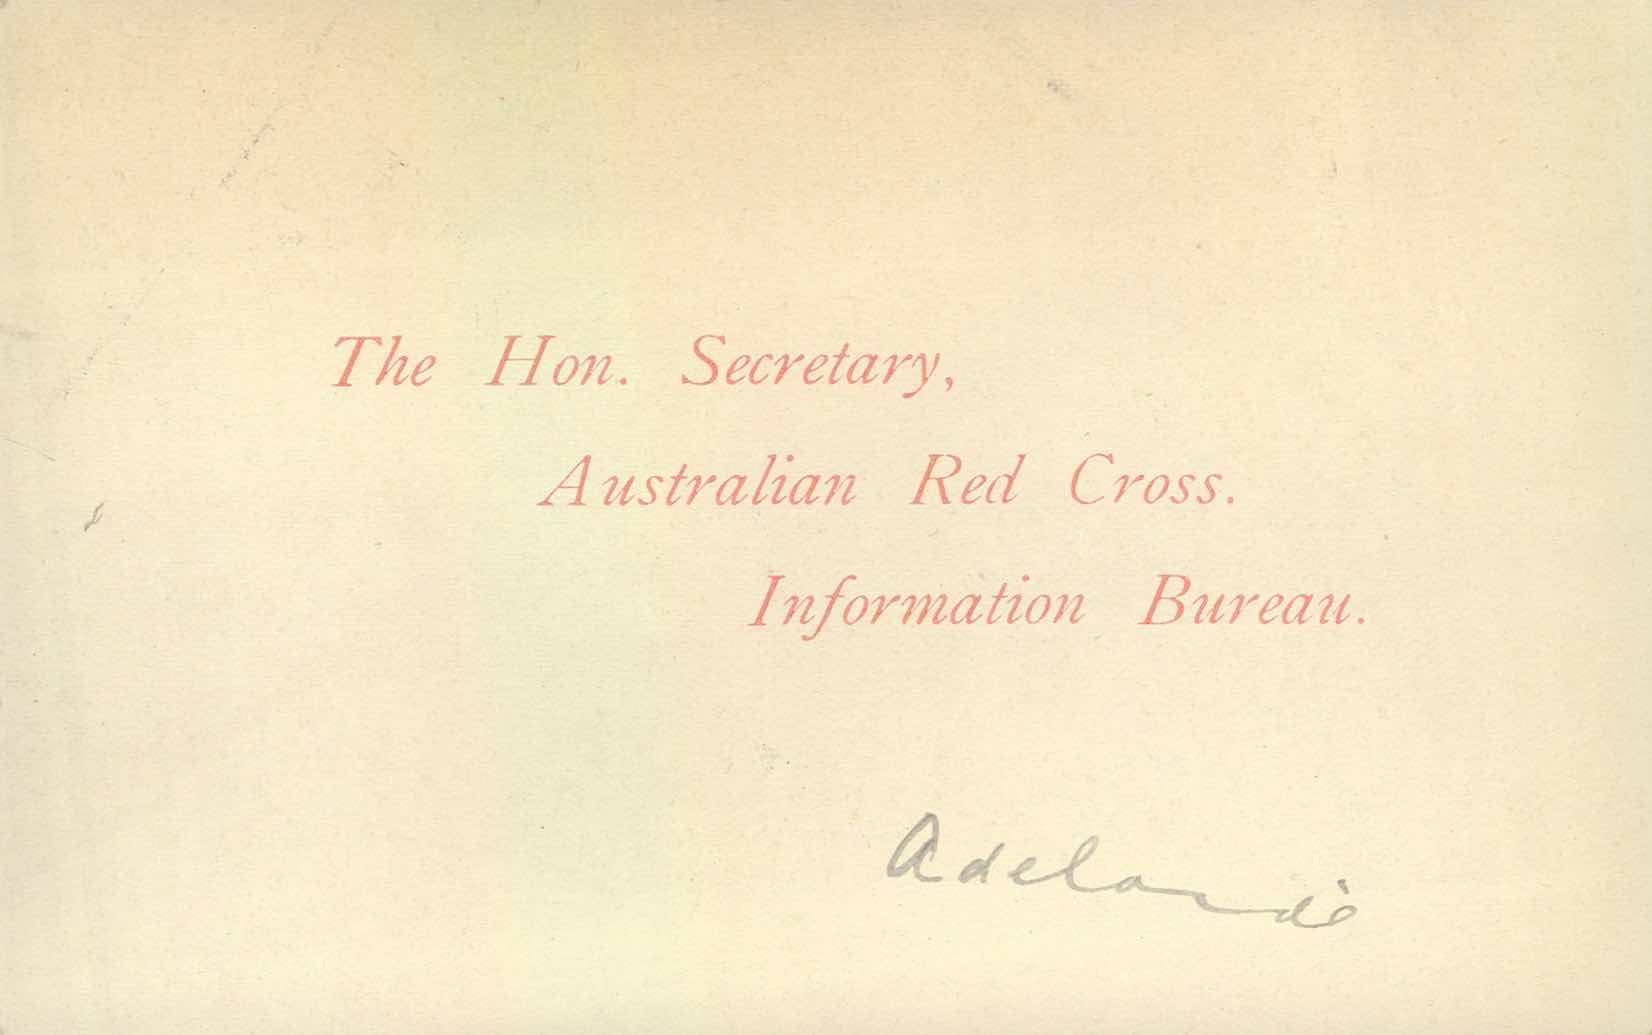 The Hon. Secretary,
Australian Red Cross.
Information Bureau.
Adelaide